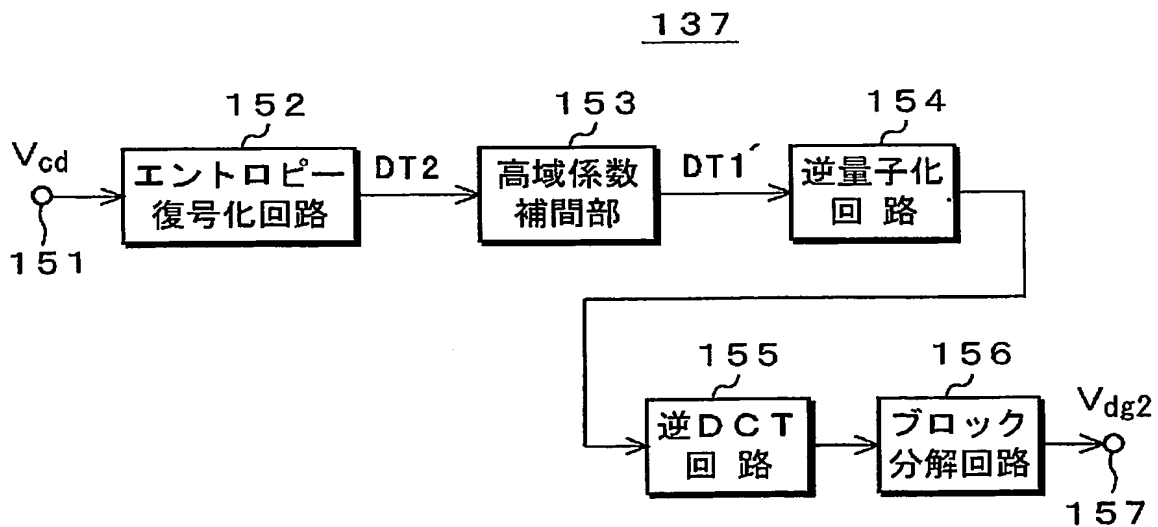 137
152
153
154
Vcd
エントロピー
復号化回路
DT2
高域係数
補間部
DT1′
逆量子化
回 路
151
155
156
逆DCT
回 路
ブロック
分解回路
Vdg2
157